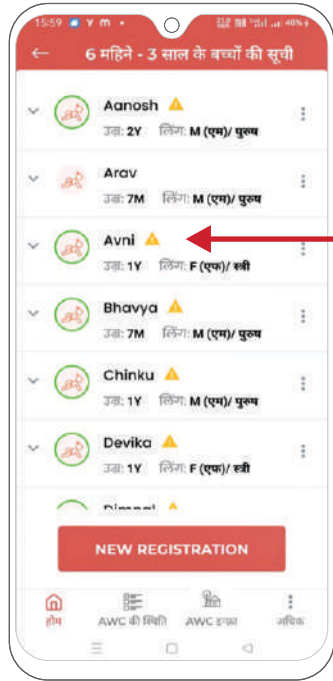 15:59
40%
6 महिने - 3 साल के बच्चों की सूची
Aanosh
उम्र: 2Y लिंग: M (एम)/ पुरुष
Arav
उम्र: 7M लिंग: M (एम)/ पुरुष
Avni
उम्र: 1Y लिंग: F (एफ)/ स्त्री
Bhavya
उम्र: 7M लिंग: M (एम)/ पुरुष
Chinku
उम्र: 1Y लिंग: M (एम)/ पुरुष
Devika
उम्र: 1Y लिंग: F (एफ)/ स्त्री
NEW REGISTRATION
होम AWC की स्थिति AWC इन्फ्रा अधिक